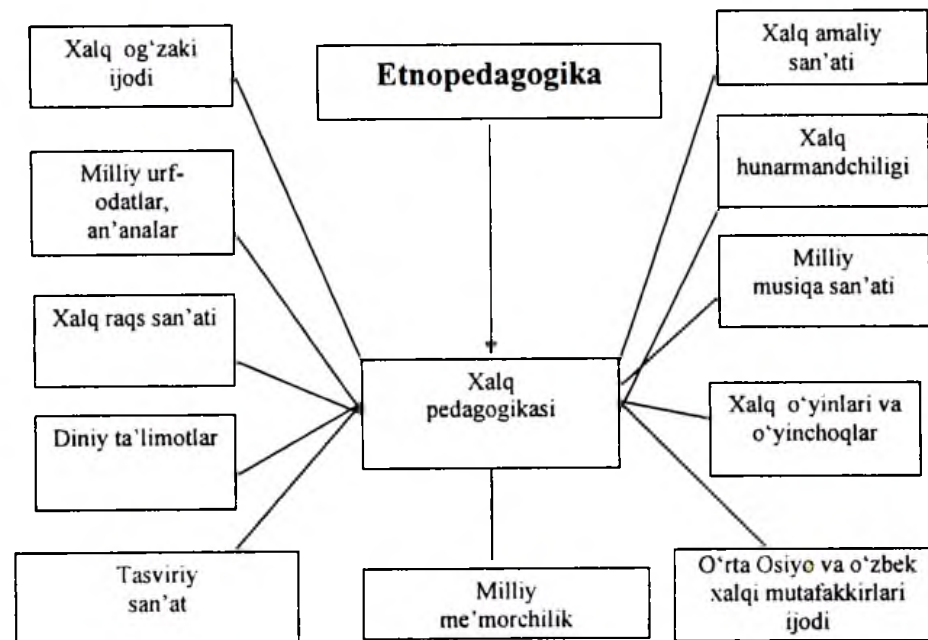 Xalq og‘zaki
ijodi
Etnopedagogika
Xalq amaliy
san’ati
Milliy urf-
odatlar,
an’analar
Xalq
hunarmandchiligi
Milliy
musiqa san’ati
Xalq raqs san’ati
Xalq
pedagogikasi
Xalq o‘yinlari va
o‘yinchoqlar
Diniy ta’limotlar
Tasviriy
san’at
Milliy
me’morchilik
O‘rta Osiyo va o‘zbek
xalqi mutafakkirlari
ijodi